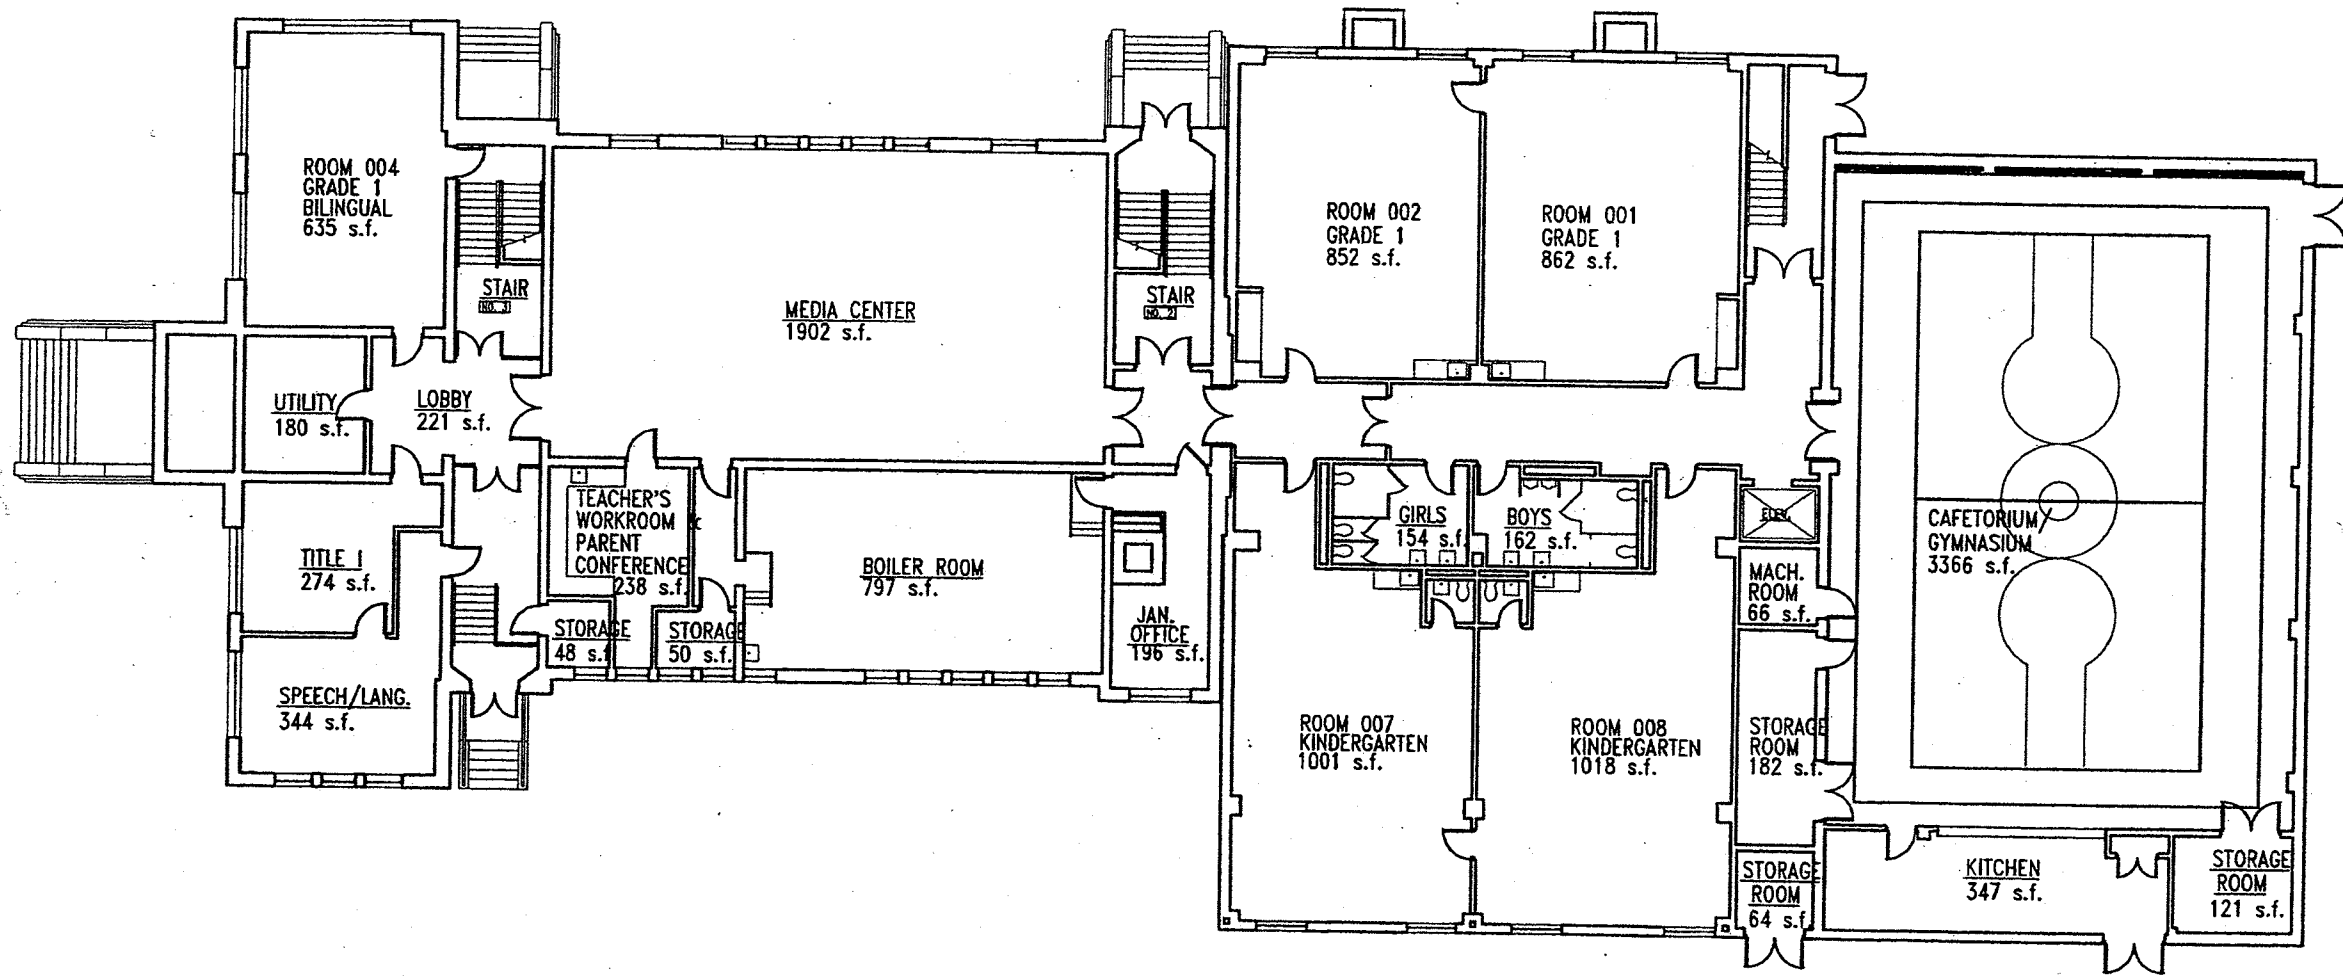 ROOM 004
GRADE 1
BILINGUAL
635 s.f.
STAIR
NO. 3
MEDIA CENTER
1902 s.f.
STAIR
NO. 2
ROOM 002
GRADE 1
852 s.f.
ROOM 001
GRADE 1
862 s.f.
UTILITY
180 s.f.
LOBBY
221 s.f.
TITLE I
274 s.f.
SPEECH/LANG.
344 s.f.
TEACHER'S
WORKROOM
PARENT
CONFERENCE
238 s.f.
STORAGE
48 s.f
STORAGE
50 s.f.
BOILER ROOM
797 s.f.
JAN.
OFFICE
196 s.f.
GIRLS
154 s.f.
BOYS
162 s.f.
ELEV.
MACH.
ROOM
66 s.f.
CAFETORIUM
GYMNASIUM
3366 s.f.
ROOM 007
KINDERGARTEN
1001 s.f.
ROOM 008
KINDERGARTEN
1018 s.f.
STORAGE
ROOM
182 s.f.
STORAGE
ROOM
64 s.f.
KITCHEN
347 s.f.
STORAGE
ROOM
121 s.f.